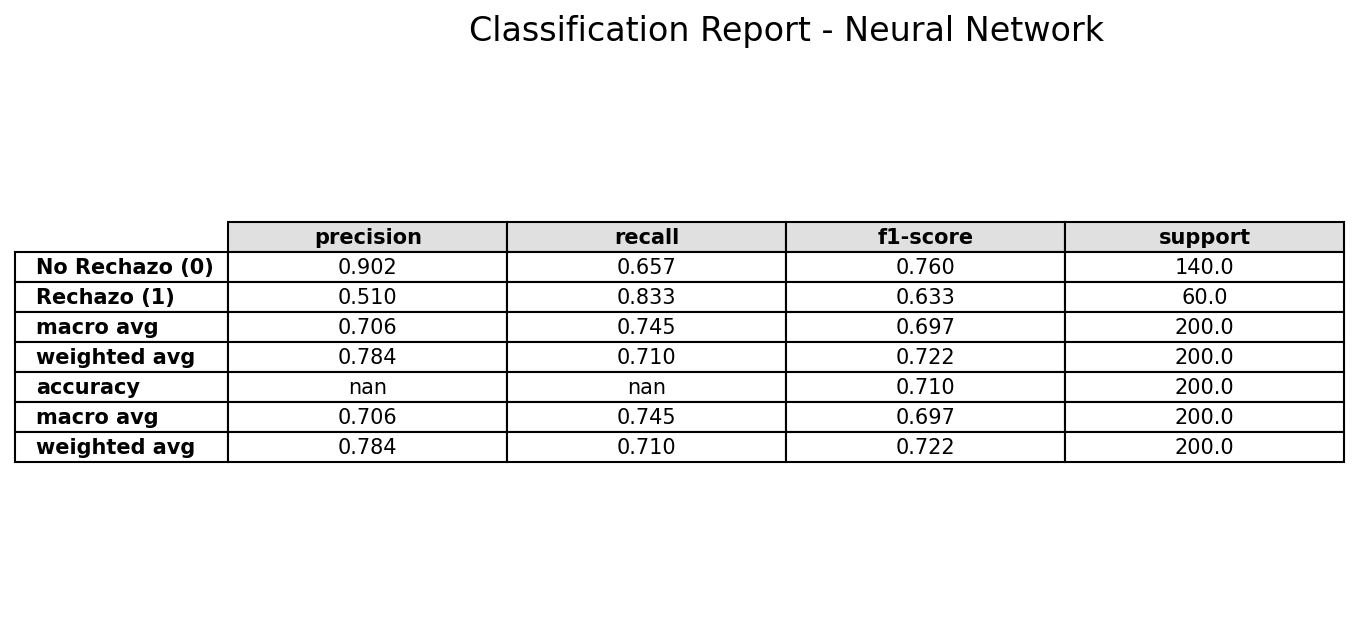 Classification Report - Neural Network
precision recall f1-score support
No Rechazo (0) 0.902 0.657 0.760 140.0
Rechazo (1) 0.510 0.833 0.633 60.0
macro avg 0.706 0.745 0.697 200.0
weighted avg 0.784 0.710 0.722 200.0
accuracy nan nan 0.710 200.0
macro avg 0.706 0.745 0.697 200.0
weighted avg 0.784 0.710 0.722 200.0